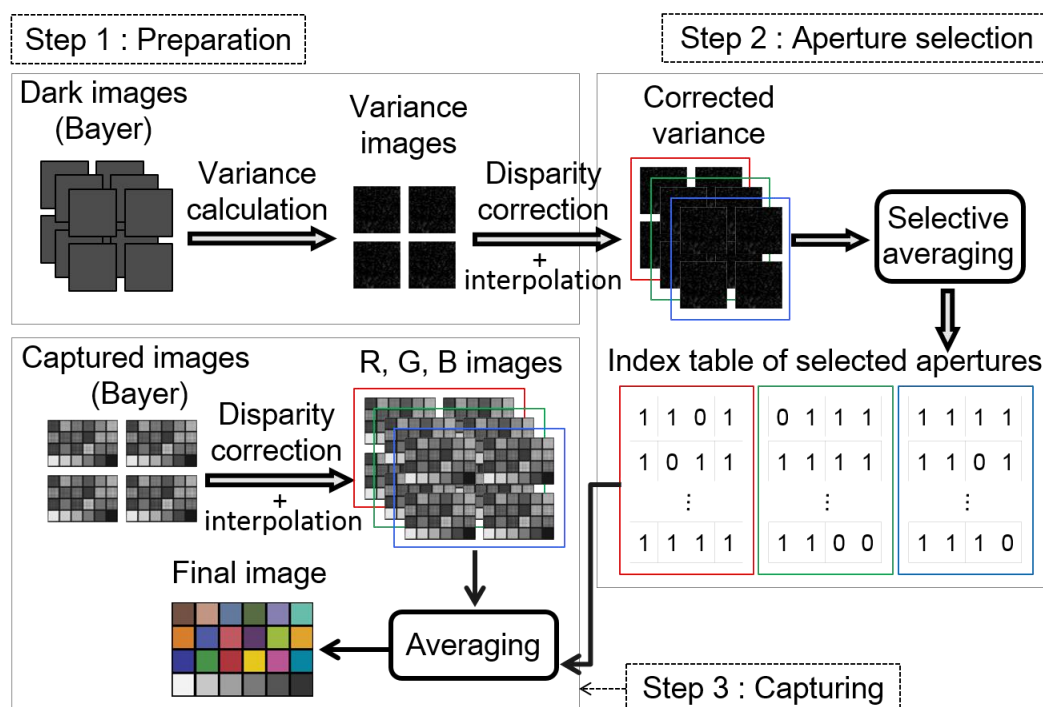 Step 1 : Preparation
Step 2 : Aperture selection
Dark images
(Bayer)
Variance
calculation
Variance
images
Disparity
correction
+
interpolation
Corrected
variance
Selective
averaging
Index table of selected apertures
1 1 0 1
1 0 1 1
⋮
1 1 1 1
0 1 1 1
1 1 1 1
⋮
1 1 0 0
1 1 1 1
1 1 0 1
⋮
1 1 1 0
Captured images
(Bayer)
Disparity
correction
+
interpolation
R, G, B images
Final image
Averaging
Step 3 : Capturing